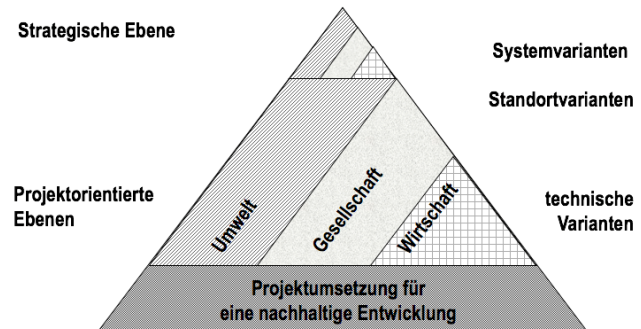 Strategische Ebene
Systemvarianten
Standortvarianten
Projektorientierte
Ebenen
technische
Varianten
Umwelt
Gesellschaft
Wirtschaft
Projektumsetzung für
eine nachhaltige Entwicklung